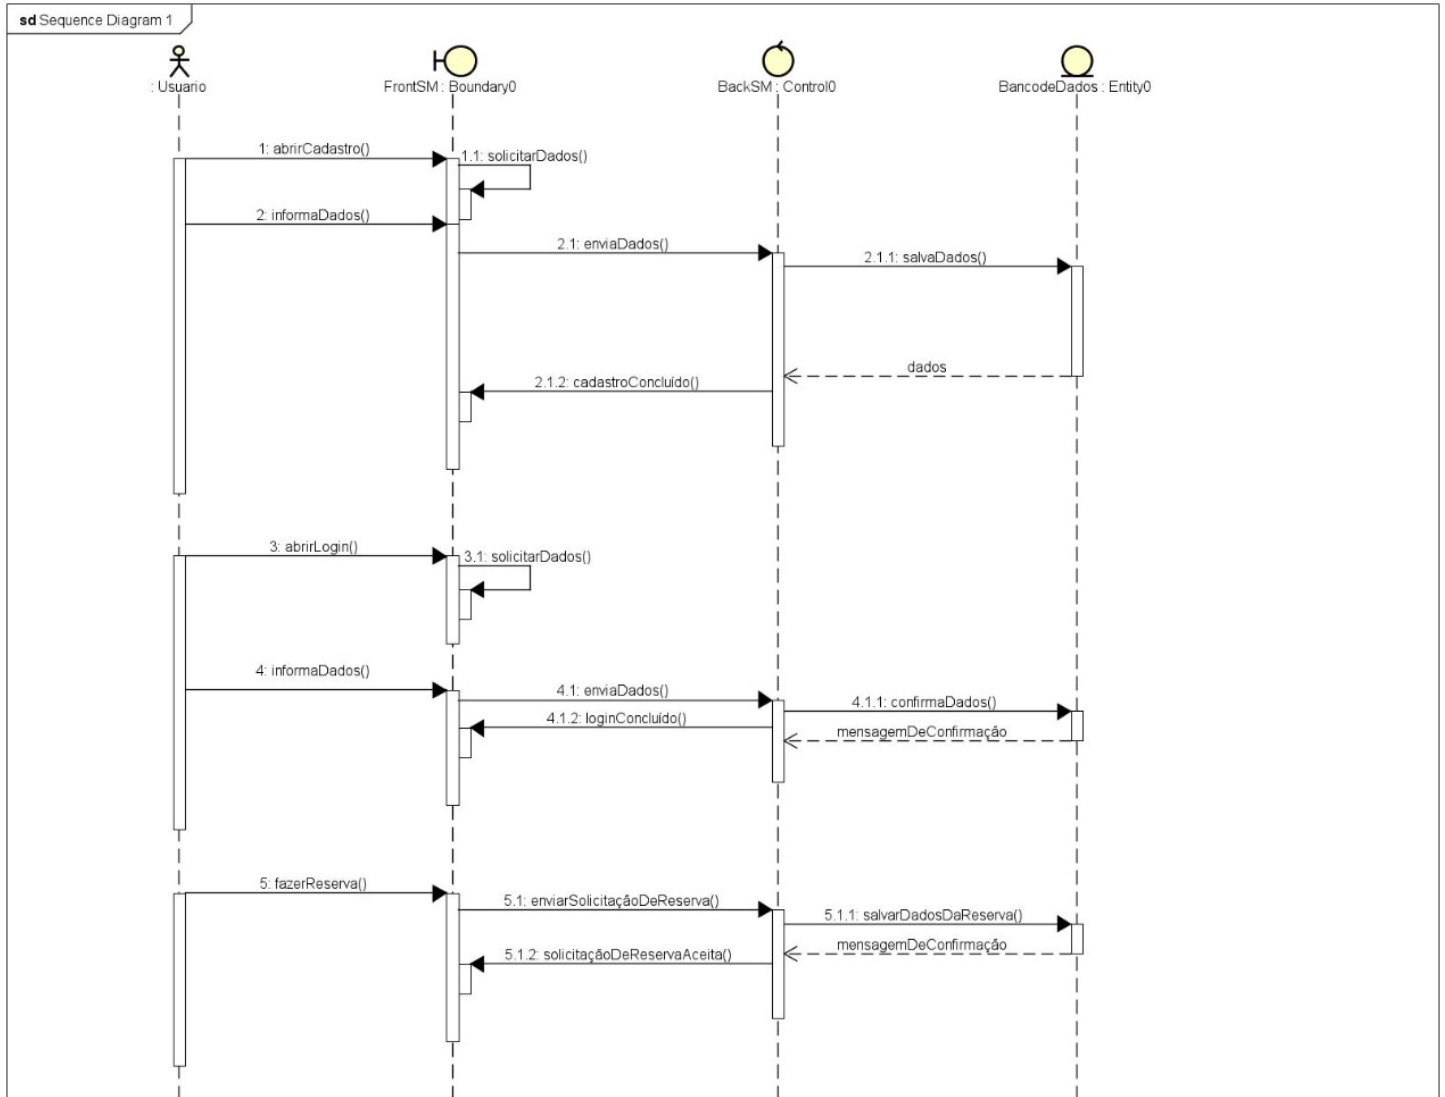 sd Sequence Diagram 1
: Usuario
FrontSM : Boundary0
BackSM : Control0
BancodeDados : Entity0
1: abrirCadastro()
1.1: solicitarDados()
2: informaDados()
2.1: enviaDados()
2.1.1: salvaDados()
dados
2.1.2: cadastroConcluído()
3: abrirLogin()
3.1: solicitarDados()
4: informaDados()
4.1: enviaDados()
4.1.1: confirmaDados()
4.1.2: loginConcluído()
mensagemDeConfirmação
5: fazerReserva()
5.1: enviarSolicitaçãoDeReserva()
5.1.1: salvarDadosDaReserva()
mensagemDeConfirmação
5.1.2: solicitaçãoDeReservaAceita()